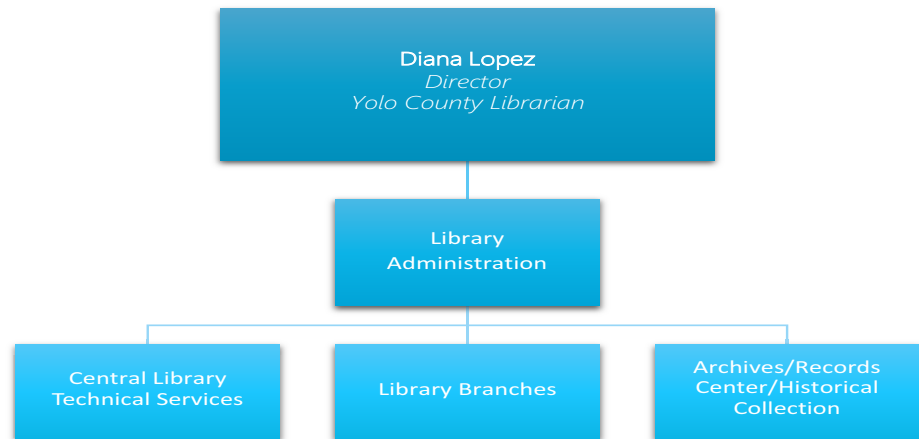 Diana Lopez
Director
Yolo County Librarian
Library
Administration
Central Library
Technical Services
Library Branches
Archives/Records
Center/Historical
Collection